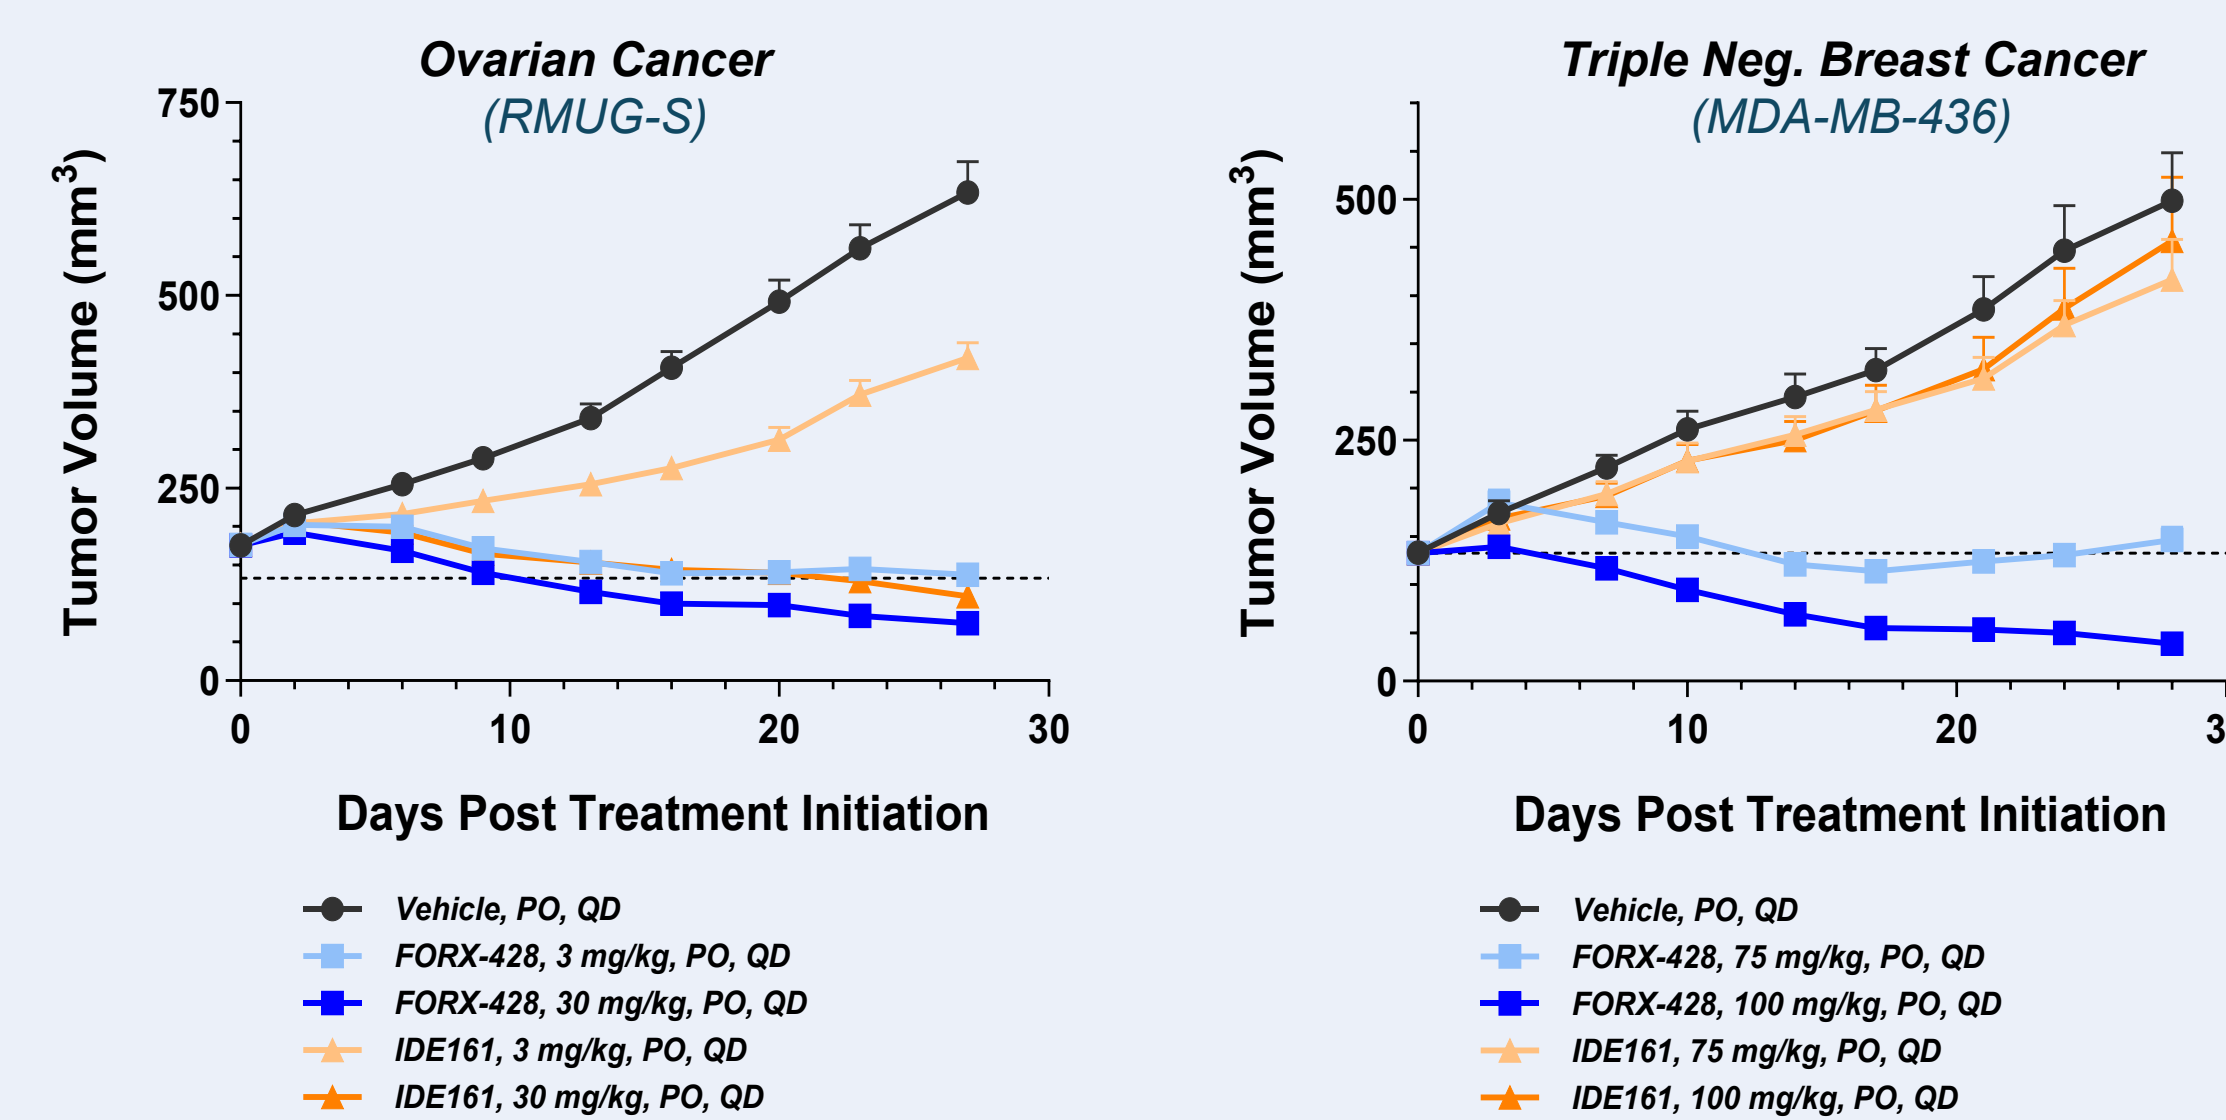 Ovarian Cancer
(RMUG-S)
Tumor Volume (mm³)
750
500
250
0
0 10 20 30
Days Post Treatment Initiation
Vehicle, PO, QD
FORX-428, 3 mg/kg, PO, QD
FORX-428, 30 mg/kg, PO, QD
IDE161, 3 mg/kg, PO, QD
IDE161, 30 mg/kg, PO, QD
Triple Neg. Breast Cancer
(MDA-MB-436)
Tumor Volume (mm³)
500
250
0
0 10 20
Days Post Treatment Initiation
Vehicle, PO, QD
FORX-428, 75 mg/kg, PO, QD
FORX-428, 100 mg/kg, PO, QD
IDE161, 75 mg/kg, PO, QD
IDE161, 100 mg/kg, PO, QD